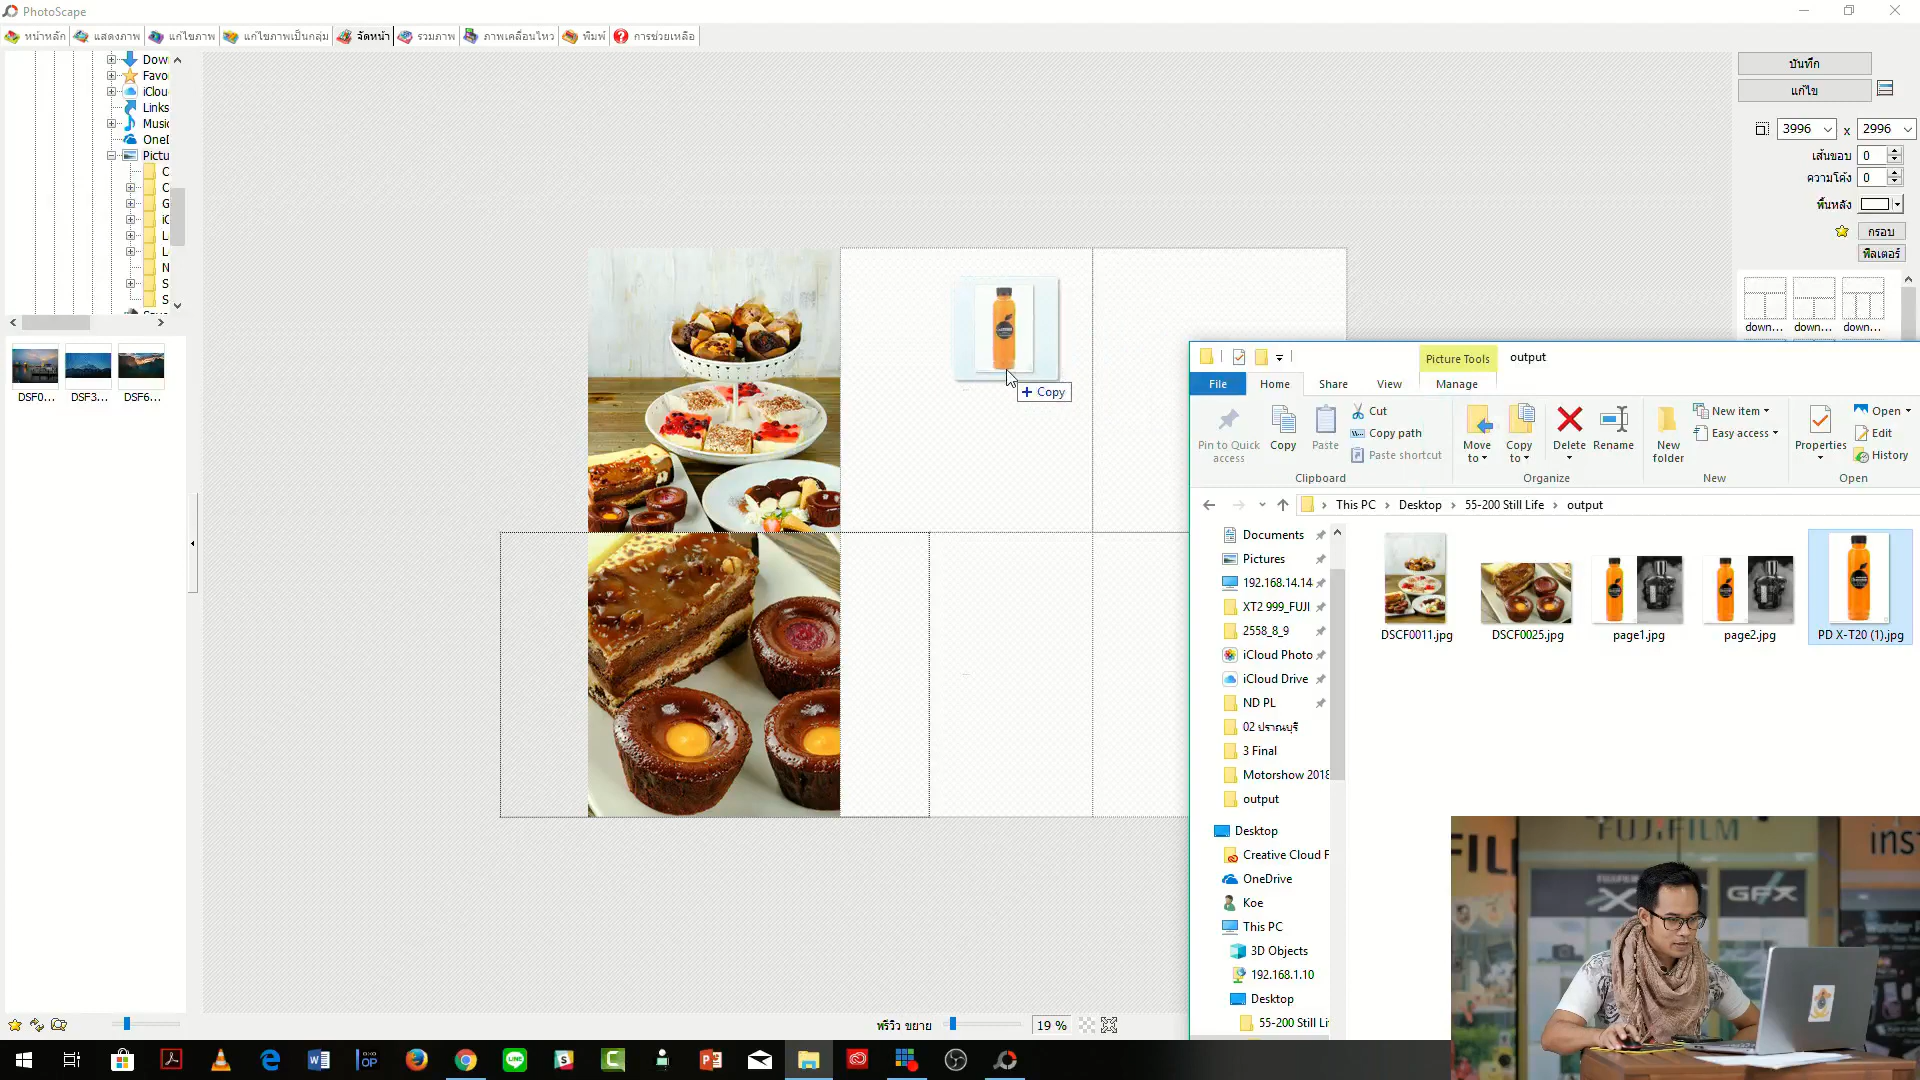 PhotoScape
หน้าหลัก แสดงภาพ แก้ไขภาพ แก้ไขภาพเป็นกลุ่ม จัดหน้า รวมภาพ ภาพเคลื่อนไหว พิมพ์ การช่วยเหลือ
Dow
Favo
iClou
Links
Music
OneD
Pictu
C
C
G
iC
L
L
N
S
S
DSF0... DSF3... DSF6...
บันทึก
แก้ไข
3996 x 2996
เส้นขอบ 0
ความโค้ง 0
พื้นหลัง
กรอบ
ฟิลเตอร์
down... down... down...
+ Copy
Picture Tools output
File Home Share View Manage
Pin to Quick access
Copy
Paste
Cut
Copy path
Paste shortcut
Clipboard
Move to
Copy to
Delete
Rename
Organize
New folder
New item
Easy access
New
Properties
Open
Edit
History
Open
This PC > Desktop > 55-200 Still Life > output
Documents
Pictures
192.168.14.14
XT2 999_FUJI
2558_8_9
iCloud Photo
iCloud Drive
ND PL
02 ปราณบุรี
3 Final
Motorshow 2018
output
Desktop
Creative Cloud F
OneDrive
Koe
This PC
3D Objects
192.168.1.10
Desktop
55-200 Still Li
DSCF0011.jpg DSCF0025.jpg page1.jpg page2.jpg PD X-T20 (1).jpg
พรีวิว ขยาย 19 %
FUJIFILM
FILM
inst
X
GFX
OP
LINE